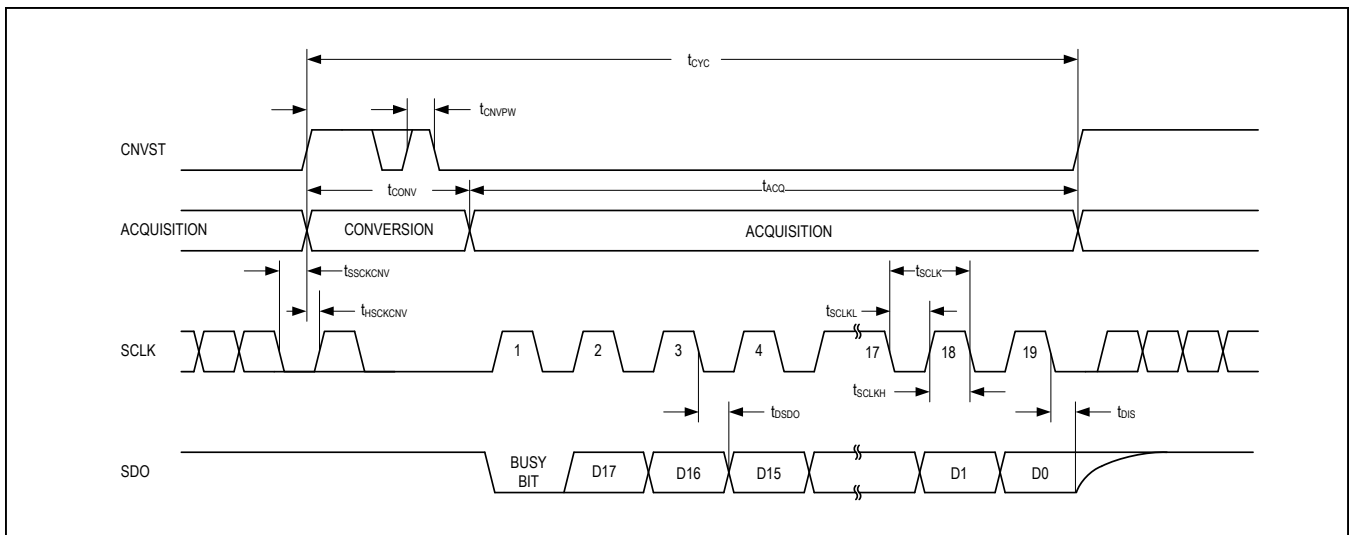 tCYC
tCNVPW
CNVST
tCONV
tACQ
ACQUISITION
CONVERSION
ACQUISITION
tSSCKCNV
tSCLK
tHSCKCNV
tSCLKL
SCLK
1 2 3 4 17 18 19
tSCLKH
tDSDO
tDIS
SDO
BUSY
BIT
D17 D16 D15 D1 D0